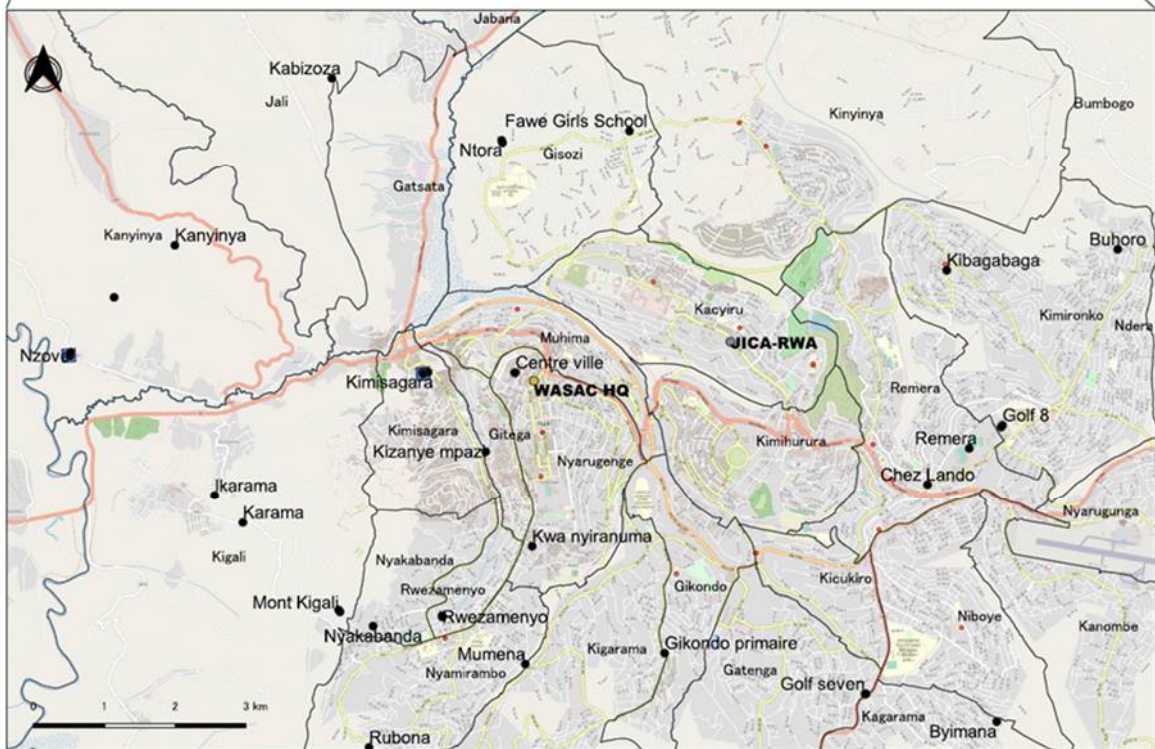 Jabana
Kabizoza
Jali
Bumbogo
Kinyinya
Fawe Girls School
Ntora
Gisozi
Gatsata
Kanyinya
Kanyinya
Buhoro
Kibagabaga
Kacyiru
Kimironko
Ndera
Muhima
JICA-RWA
Nzove
Centre ville
Kimisagara
WASAC HQ
Remera
Golf 8
Kimisagara
Gitega
Kimihurura
Remera
Kizanye mpaz
Nyarugenge
Chez Lando
Ikarama
Nyarugunga
Karama
Kwa nyiranuma
Kigali
Nyakabanda
Gikondo
Kicukiro
Rwezamenyo
Mont Kigali
Rwezamenyo
Niboye
Kanombe
Nyakabanda
Mumena
Kigarama
Gikondo primaire
Nyamirambo
Gatenga
Golf seven
Kagarama
Byimana
Rubona
0 1 2 3 km